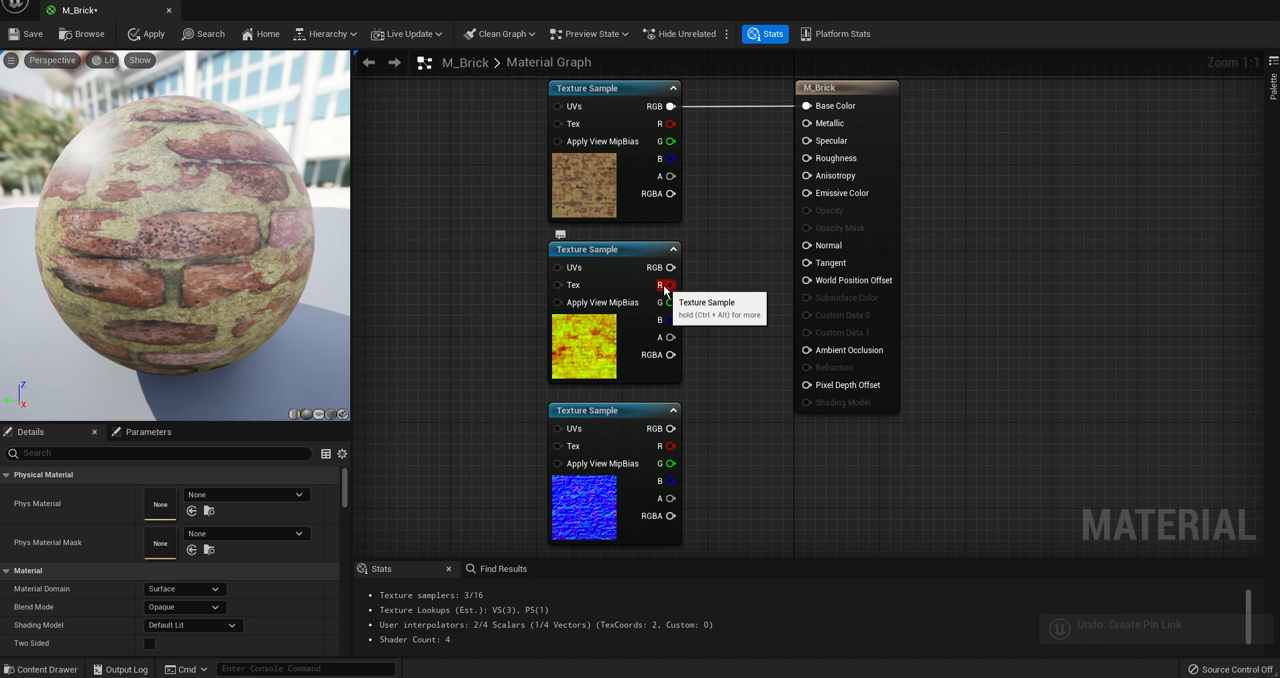 M_Brick*
Save
Browse
Apply
Search
Home
Hierarchy
Live Update
Clean Graph
Preview State
Hide Unrelated
Stats
Platform Stats
Perspective
Lit
Show
M_Brick > Material Graph
Zoom 1:1
Palette
Texture Sample
UVs
RGB
Tex
R
Apply View MipBias
G
B
A
RGBA
Texture Sample
UVs
RGB
Tex
R
Apply View MipBias
G
B
A
RGBA
Texture Sample
hold (Ctrl + Alt) for more
Texture Sample
UVs
RGB
Tex
R
Apply View MipBias
G
B
A
RGBA
M_Brick
Base Color
Metallic
Specular
Roughness
Anisotropy
Emissive Color
Opacity
Opacity Mask
Normal
Tangent
World Position Offset
Subsurface Color
Custom Data 0
Custom Data 1
Ambient Occlusion
Refraction
Pixel Depth Offset
Shading Model
MATERIAL
Z
X
Details
Parameters
Search
Physical Material
Phys Material
None
None
Phys Material Mask
None
None
Material
Material Domain
Surface
Blend Mode
Opaque
Shading Model
Default Lit
Two Sided
Stats
Find Results
Texture samplers: 3/16
Texture Lookups (Est.): VS(3), PS(1)
User interpolators: 2/4 Scalars (1/4 Vectors) (TexCoords: 2, Custom: 0)
Shader Count: 4
Undo: Create Pin Link
Content Drawer
Output Log
Cmd
Enter Console Command
Source Control Off